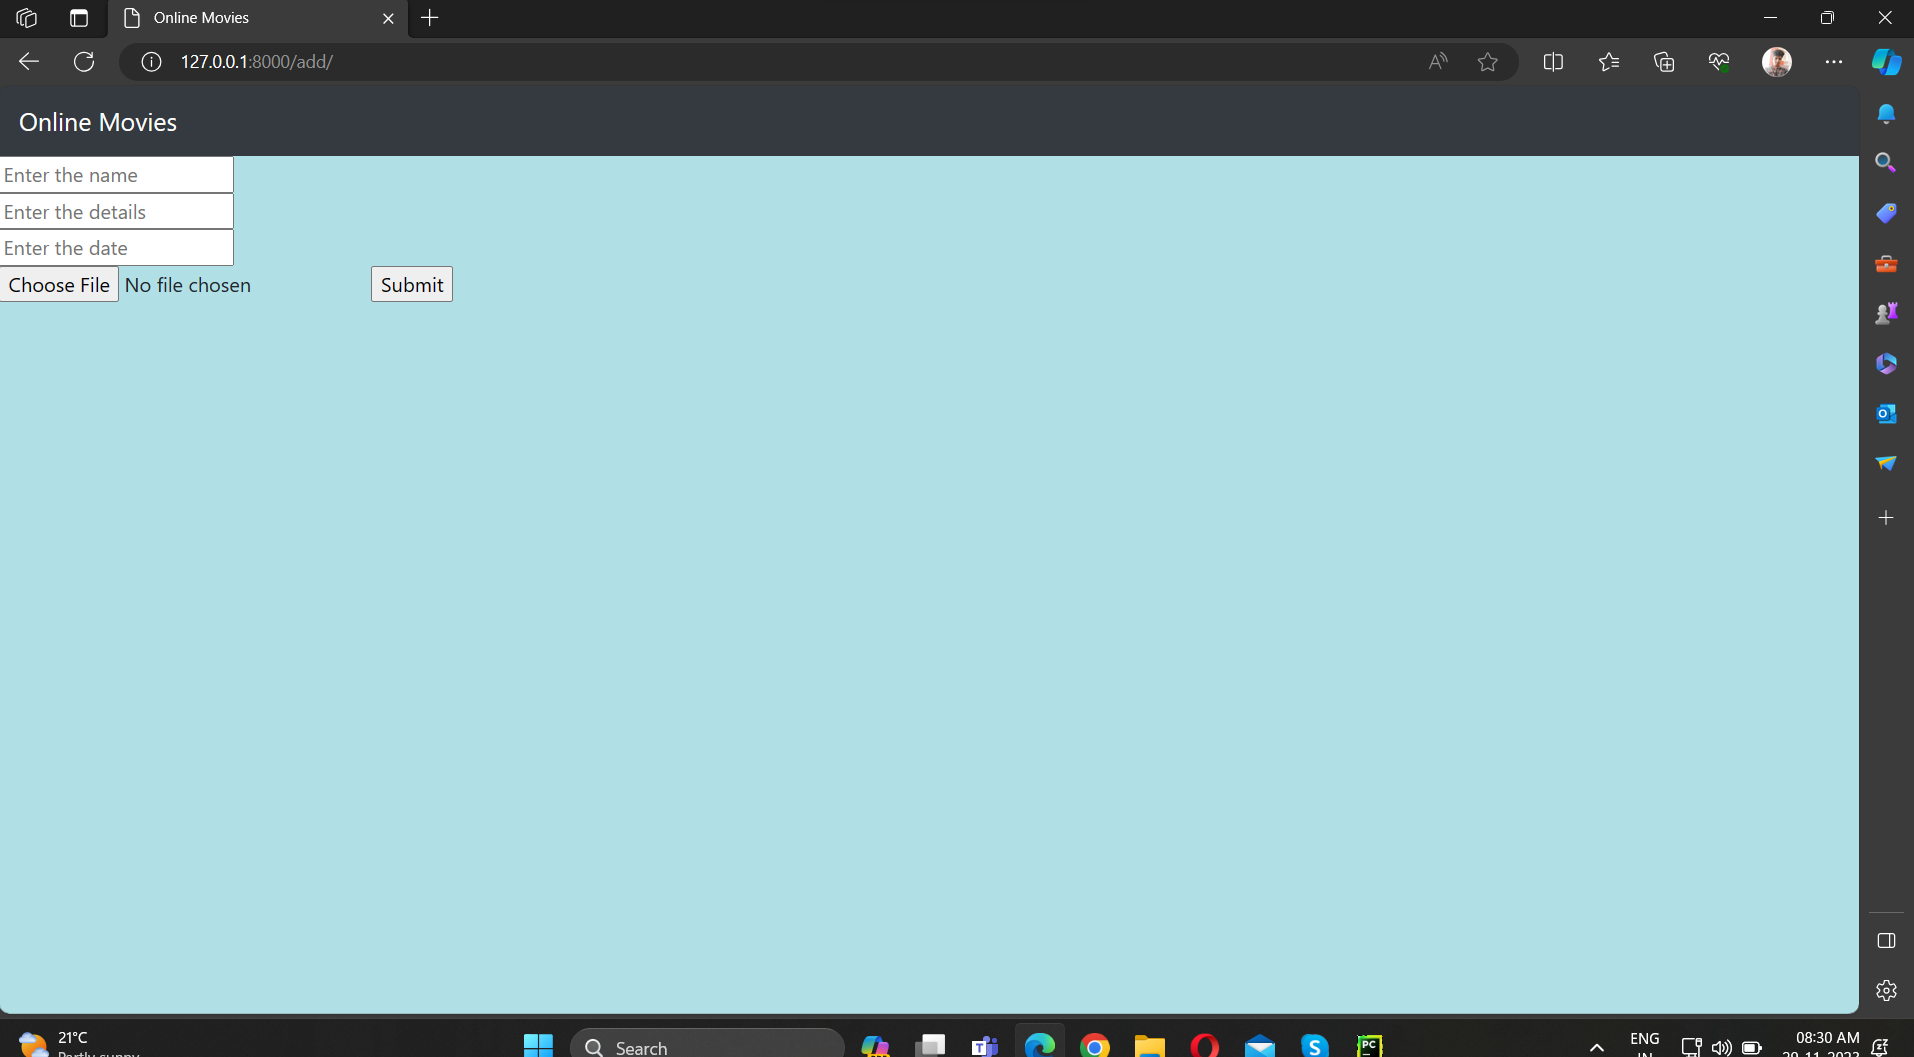 Online Movies
127.0.0.1:8000/add/
Online Movies
Enter the name
Enter the details
Enter the date
Choose File No file chosen Submit
21°C
Partly sunny
Search
ENG
IN
08:30 AM